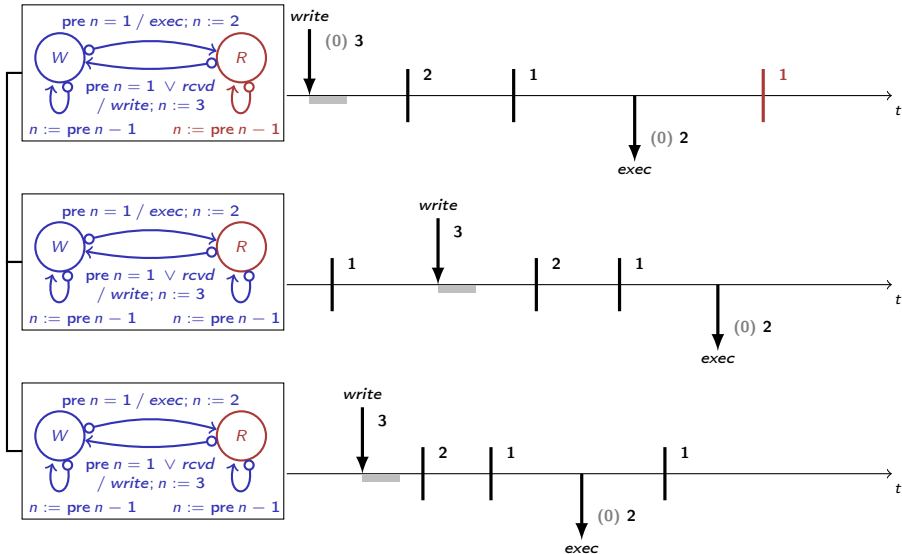 write
pre n = 1 / exec; n := 2
(0) 3
W
R
2
1
1
pre n = 1 ∨ rcvd
/ write; n := 3
t
n := pre n − 1
n := pre n − 1
(0) 2
exec
write
pre n = 1 / exec; n := 2
3
W
R
1
2
1
pre n = 1 ∨ rcvd
/ write; n := 3
t
n := pre n − 1
n := pre n − 1
(0) 2
exec
write
pre n = 1 / exec; n := 2
3
W
R
2
1
1
pre n = 1 ∨ rcvd
/ write; n := 3
t
n := pre n − 1
n := pre n − 1
(0) 2
exec